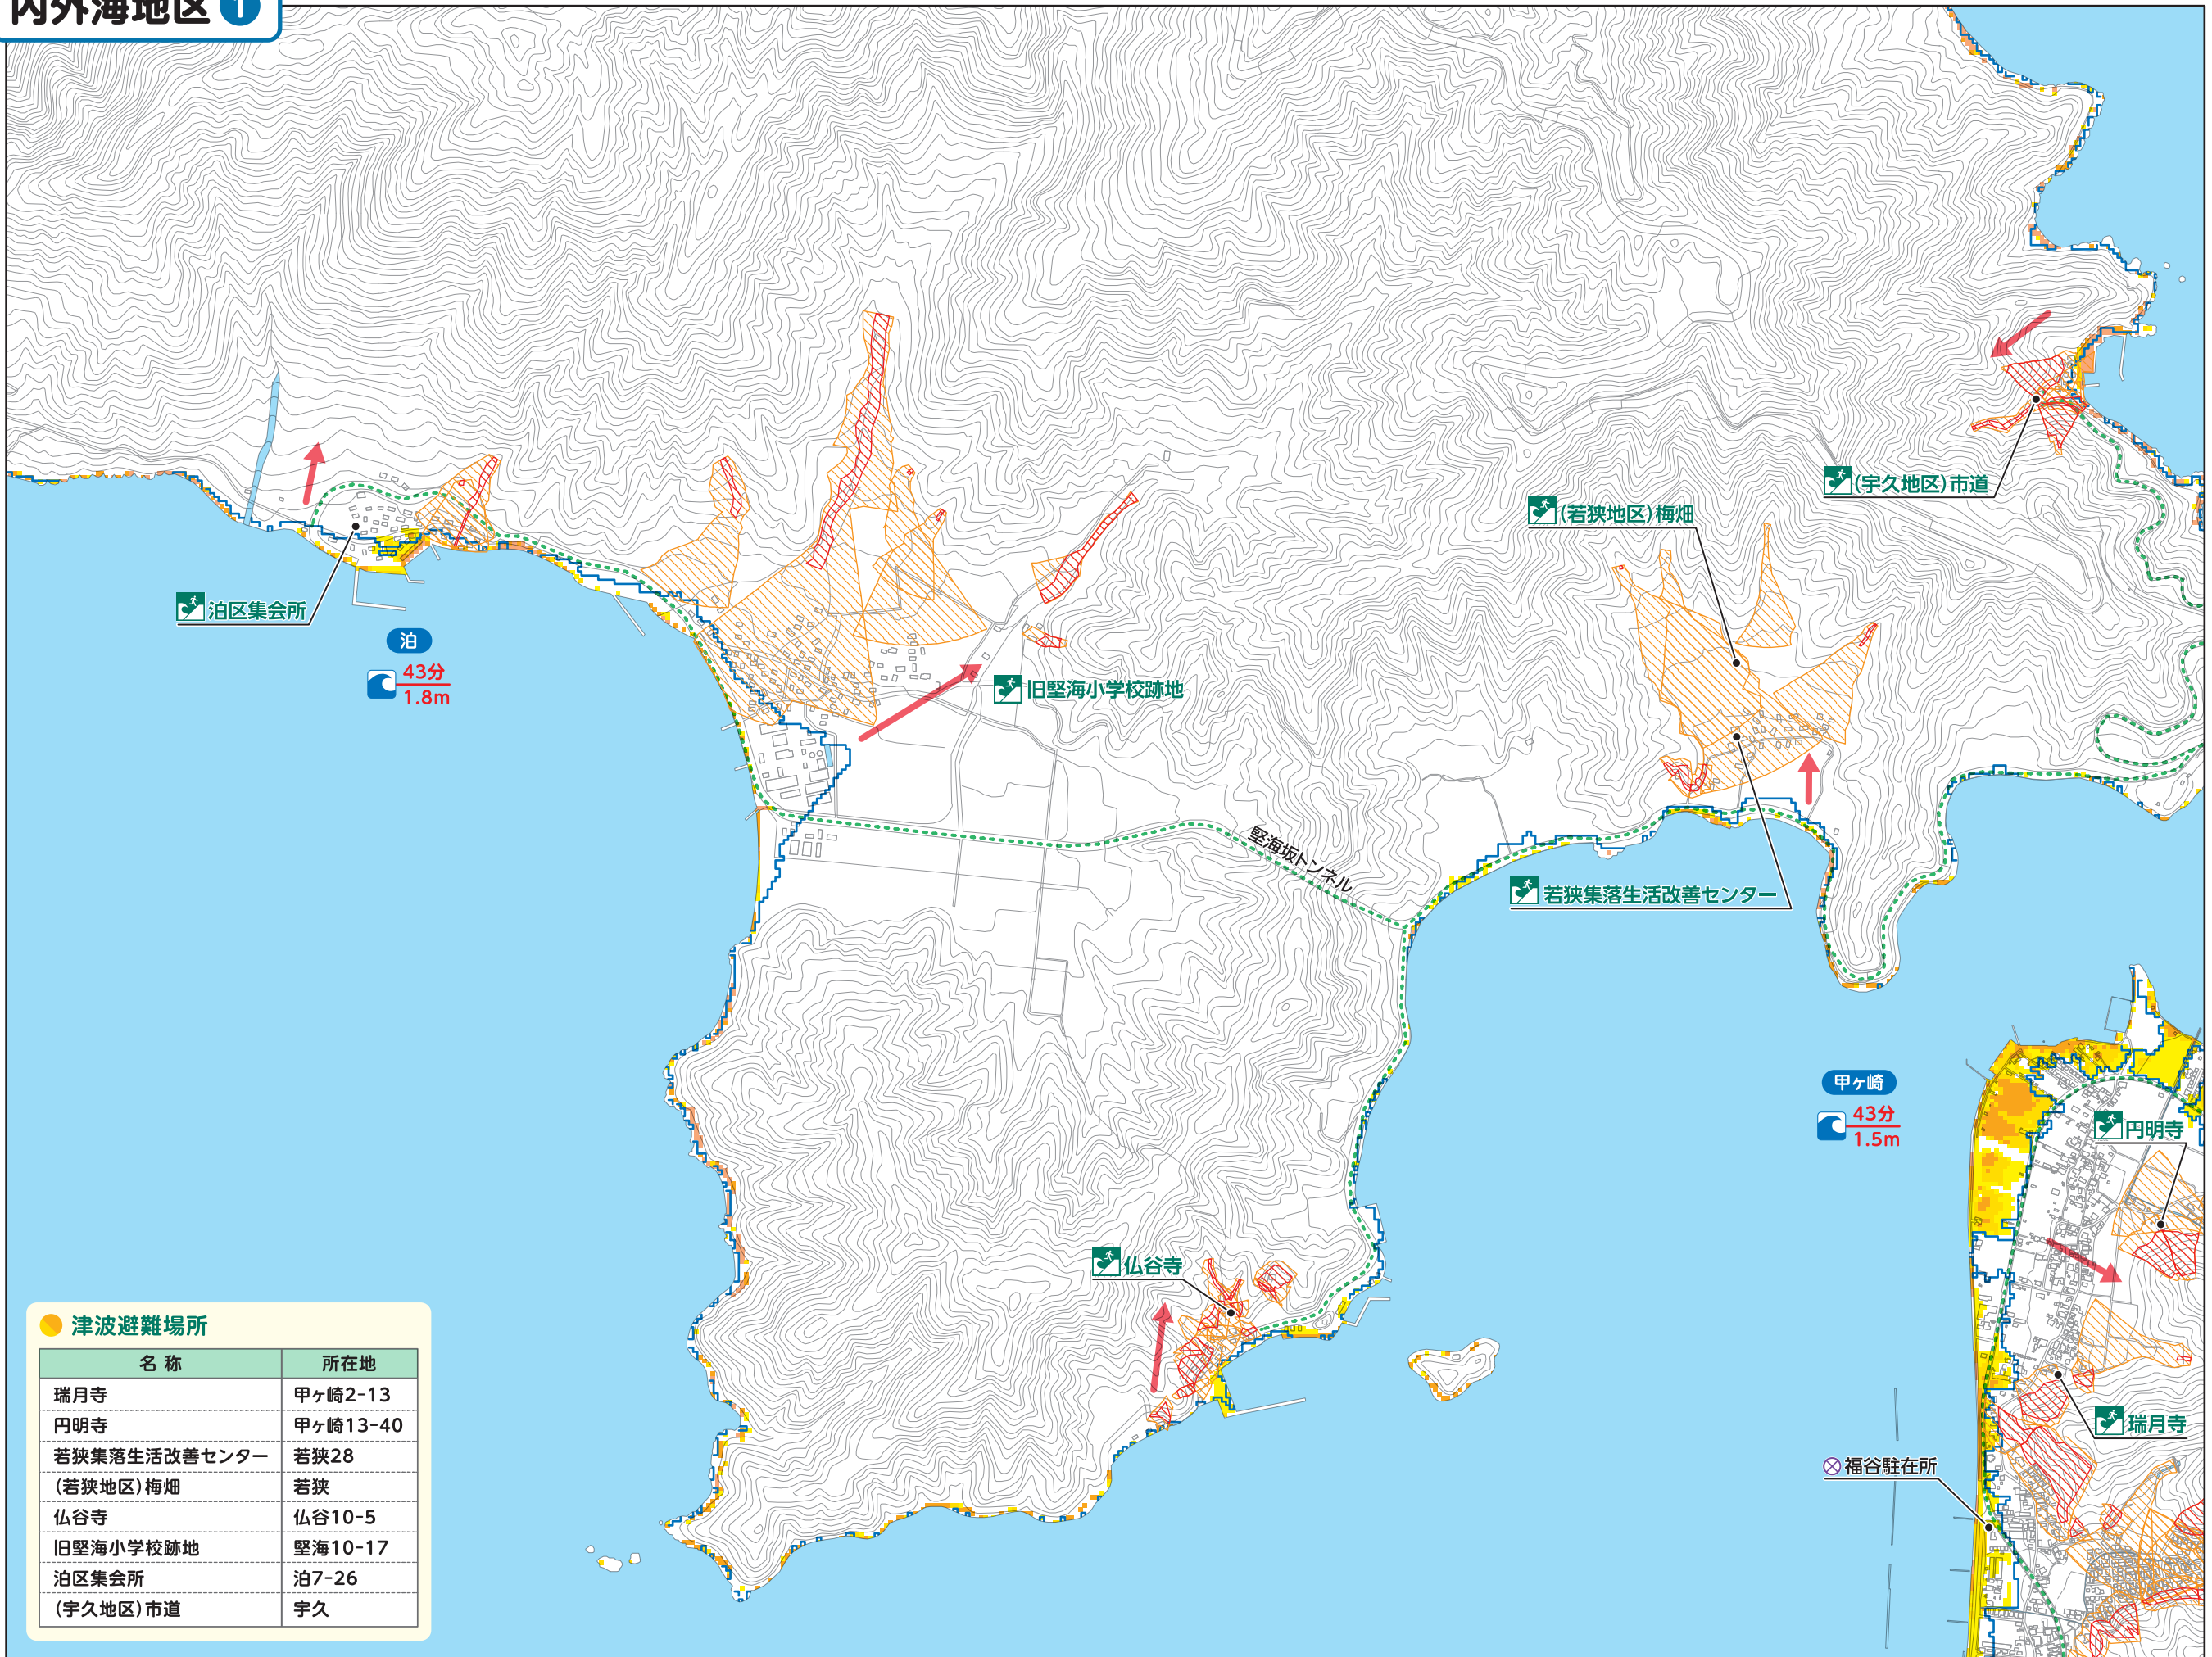 内外海地区 1
(宇久地区)市道
(若狭地区)梅畑
泊区集会所
泊
43分
1.8m
旧堅海小学校跡地
堅海坂トンネル
若狭集落生活改善センター
甲ヶ崎
43分
1.5m
円明寺
仏谷寺
瑞月寺
福谷駐在所
津波避難場所
名 称 所在地
瑞月寺 甲ヶ崎2-13
円明寺 甲ヶ崎13-40
若狭集落生活改善センター 若狭28
(若狭地区)梅畑 若狭
仏谷寺 仏谷10-5
旧堅海小学校跡地 堅海10-17
泊区集会所 泊7-26
(宇久地区)市道 宇久